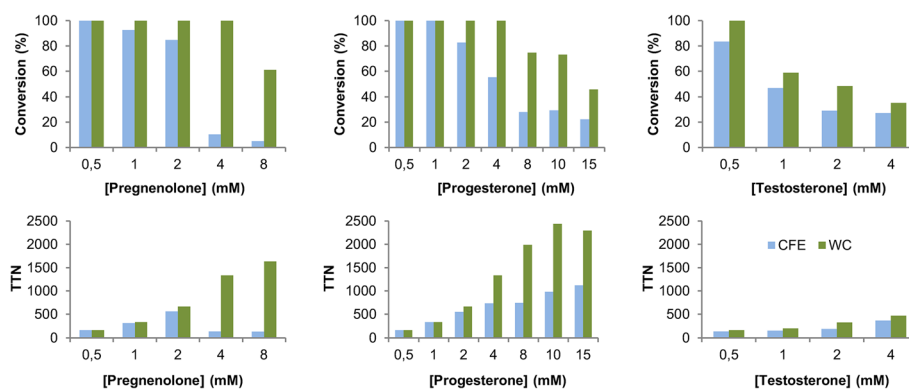 Conversion (%)
100
80
60
40
20
0
0,5 1 2 4 8
[Pregnenolone] (mM)
Conversion (%)
100
80
60
40
20
0
0,5 1 2 4 8 10 15
[Progesterone] (mM)
Conversion (%)
100
80
60
40
20
0
0,5 1 2 4
[Testosterone] (mM)
TTN
2500
2000
1500
1000
500
0
0,5 1 2 4 8
[Pregnenolone] (mM)
TTN
2500
2000
1500
1000
500
0
0,5 1 2 4 8 10 15
[Progesterone] (mM)
TTN
2500
2000
1500
1000
500
0
CFE WC
0,5 1 2 4
[Testosterone] (mM)